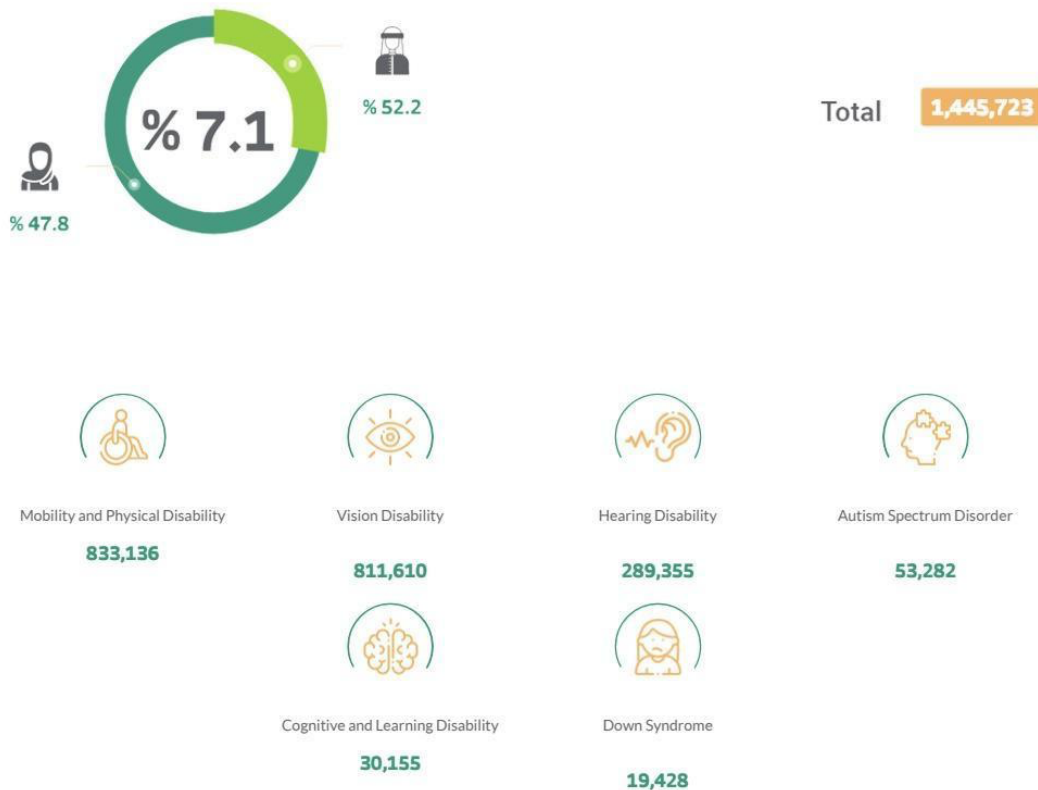 % 52.2
% 7.1
Total 1,445,723
% 47.8
Mobility and Physical Disability
833,136
Vision Disability
811,610
Hearing Disability
289,355
Autism Spectrum Disorder
53,282
Cognitive and Learning Disability
30,155
Down Syndrome
19,428